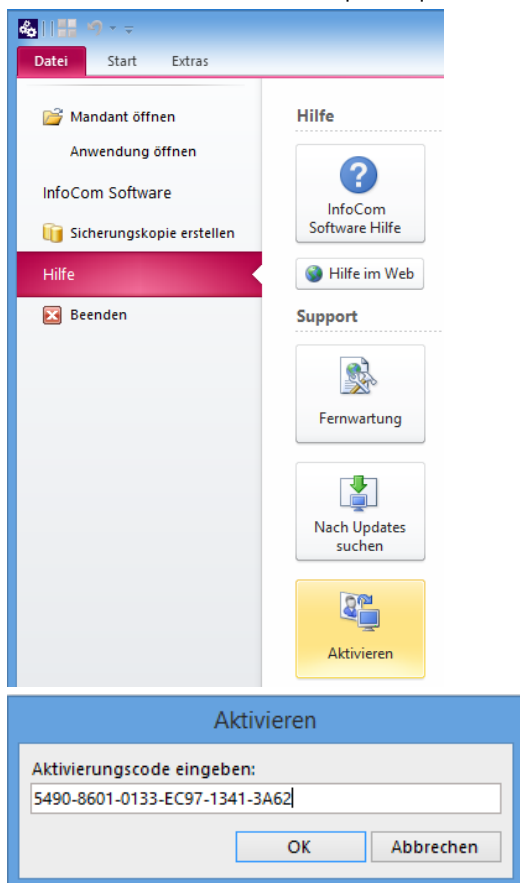 Datei Start Extras
Mandant öffnen
Anwendung öffnen
InfoCom Software
Sicherungskopie erstellen
Hilfe
Beenden
Hilfe
InfoCom
Software Hilfe
Hilfe im Web
Support
Fernwartung
Nach Updates
suchen
Aktivieren
Aktivieren
Aktivierungscode eingeben:
5490-8601-0133-EC97-1341-3A62
OK Abbrechen